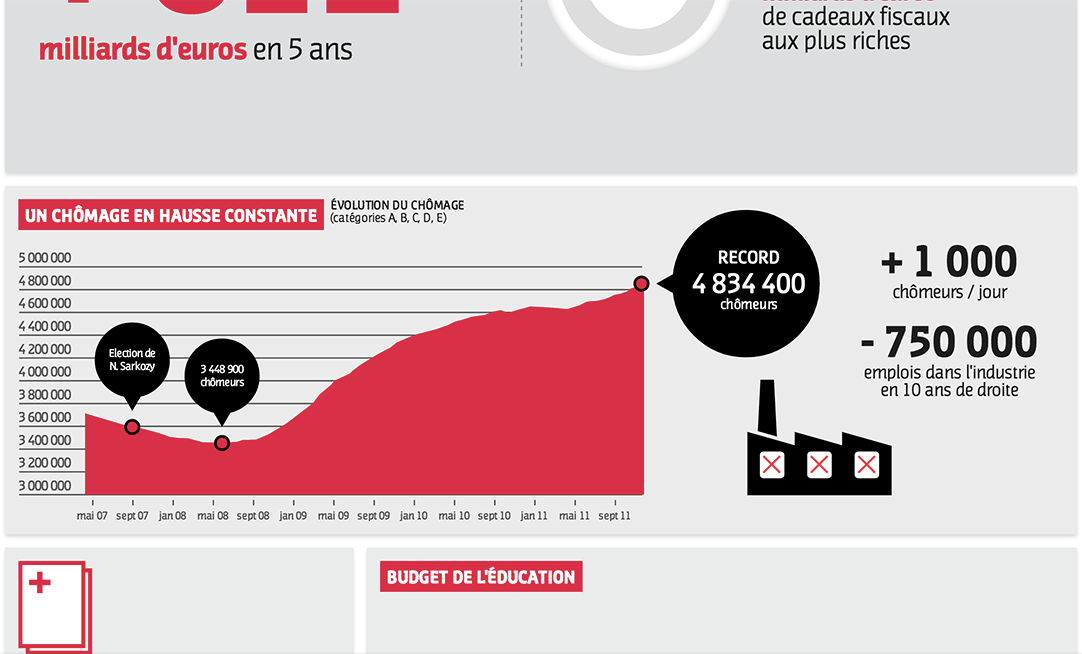 milliards d'euros en 5 ans
de cadeaux fiscaux
aux plus riches
UN CHÔMAGE EN HAUSSE CONSTANTE
ÉVOLUTION DU CHÔMAGE
(catégories A, B, C, D, E)
5 000 000
4 800 000
4 600 000
4 400 000
4 200 000
4 000 000
3 800 000
3 600 000
3 400 000
3 200 000
3 000 000
Election de
N. Sarkozy
3 448 900
chômeurs
RECORD
4 834 400
chômeurs
mai 07 sept 07 jan 08 mai 08 sept 08 jan 09 mai 09 sept 09 jan 10 mai 10 sept 10 jan 11 mai 11 sept 11
+ 1 000
chômeurs / jour
- 750 000
emplois dans l'industrie
en 10 ans de droite
BUDGET DE L'ÉDUCATION